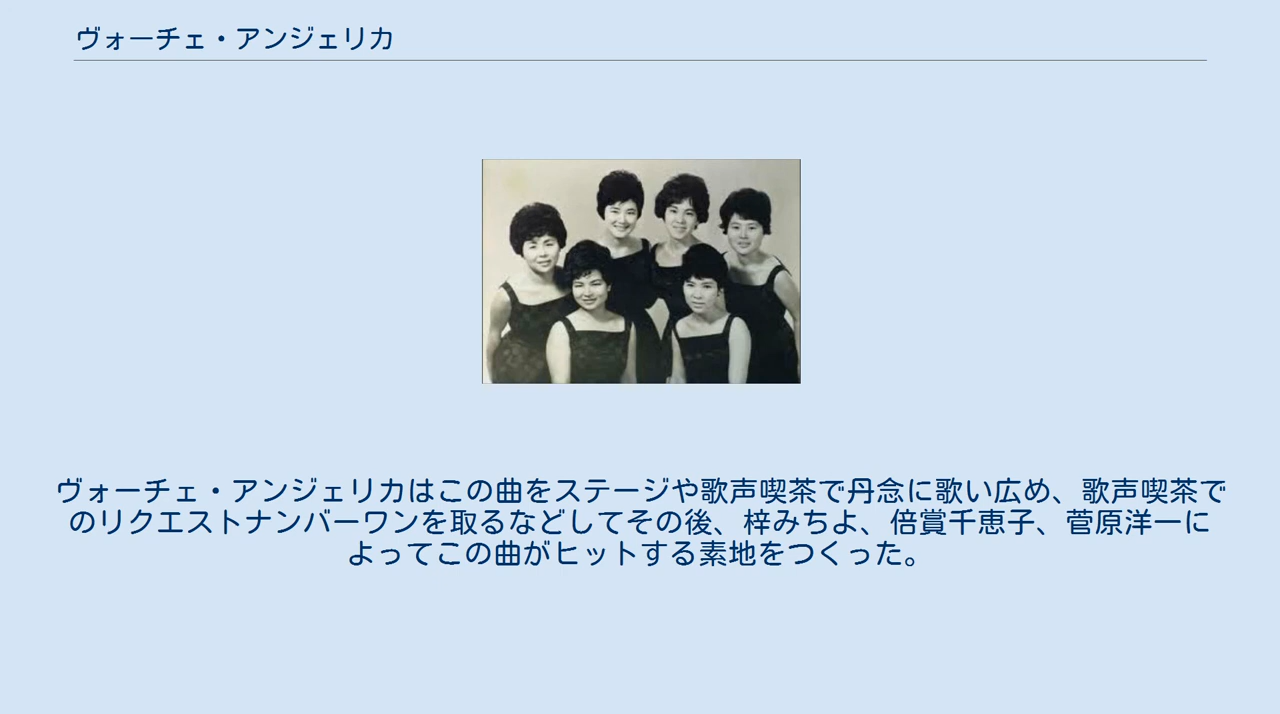 ヴォーチェ・アンジェリカ
ヴォーチェ・アンジェリカはこの曲をステージや歌声喫茶で丹念に歌い広め、歌声喫茶で
のリクエストナンバーワンを取るなどしてその後、梓みちよ、倍賞千恵子、菅原洋一に
よってこの曲がヒットする素地をつくった。